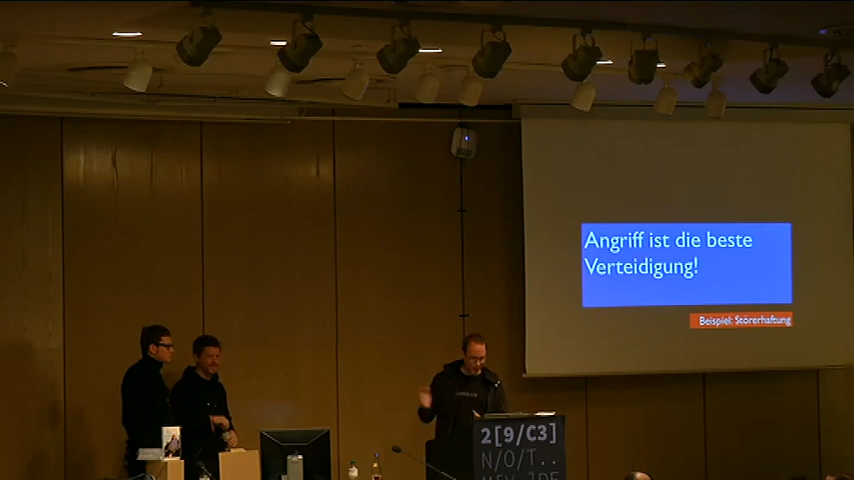 Angriff ist die beste
Verteidigung!
Beispiel: Störerhaftung
2[9/C3]
N/O/T..